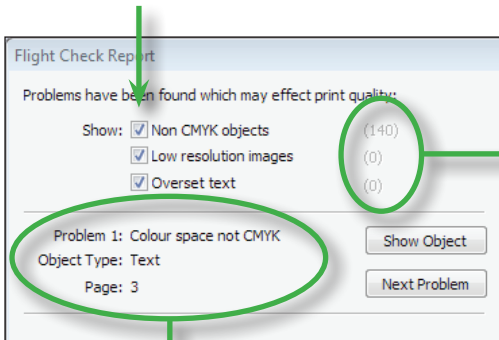 Flight Check Report
Problems have been found which may effect print quality:
Show: Non CMYK objects (140)
Low resolution images (0)
Overset text (0)
Problem 1: Colour space not CMYK
Show Object
Object Type: Text
Page: 3
Next Problem